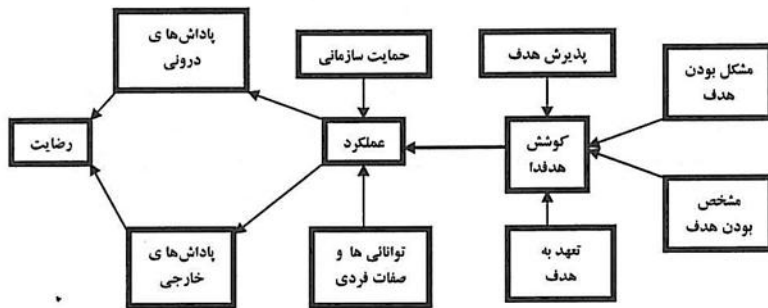 مشکل بودن
هدف
مشخص
بودن هدف
پذیرش هدف
کوشش
هدفدا
تعهد به
هدف
حمایت سازمانی
عملکرد
توانائی ها و
صفات فردی
پاداش‌ها ی
درونی
پاداش‌ها ی
خارجی
رضایت